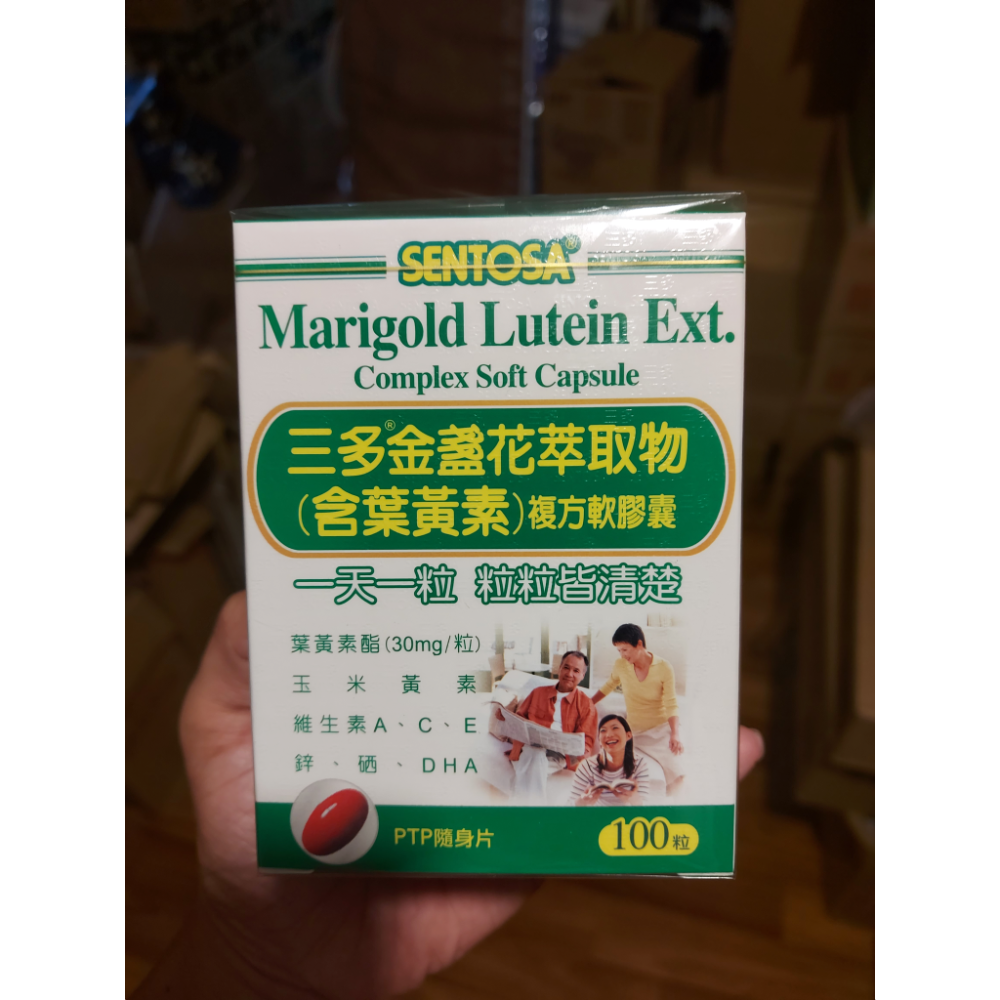 SENTOSA®
Marigold Lutein Ext.
Complex Soft Capsule
三多®金盞花萃取物
(含葉黃素)複方軟膠囊
一天一粒 粒粒皆清楚
葉黃素酯(30mg/粒)
玉米黃素
維生素A、C、E
鋅、硒、DHA
PTP隨身片
100粒